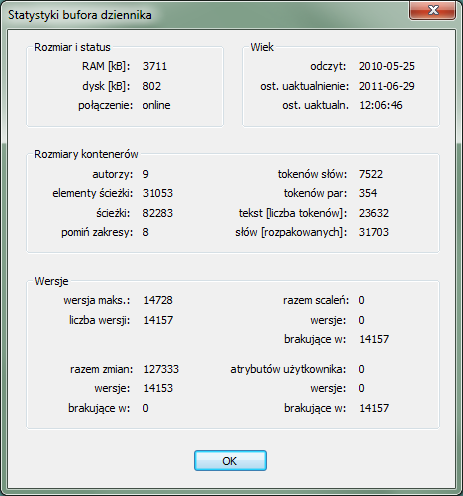 Statystyki bufora dziennika
Rozmiar i status
RAM [kB]: 3711
dysk [kB]: 802
połączenie: online
Wiek
odczyt: 2010-05-25
ost. uaktualnienie: 2011-06-29
ost. uaktualn. 12:06:46
Rozmiary kontenerów
autorzy: 9
elementy ścieżki: 31053
ścieżki: 82283
pomiń zakresy: 8
tokenów słów: 7522
tokenów par: 354
tekst [liczba tokenów]: 23632
słów [rozpakowanych]: 31703
Wersje
wersja maks.: 14728
liczba wersji: 14157
razem zmian: 127333
wersje: 14153
brakujące w: 0
razem scaleń: 0
wersje: 0
brakujące w: 14157
atrybutów użytkownika: 0
wersje: 0
brakujące w: 14157
OK